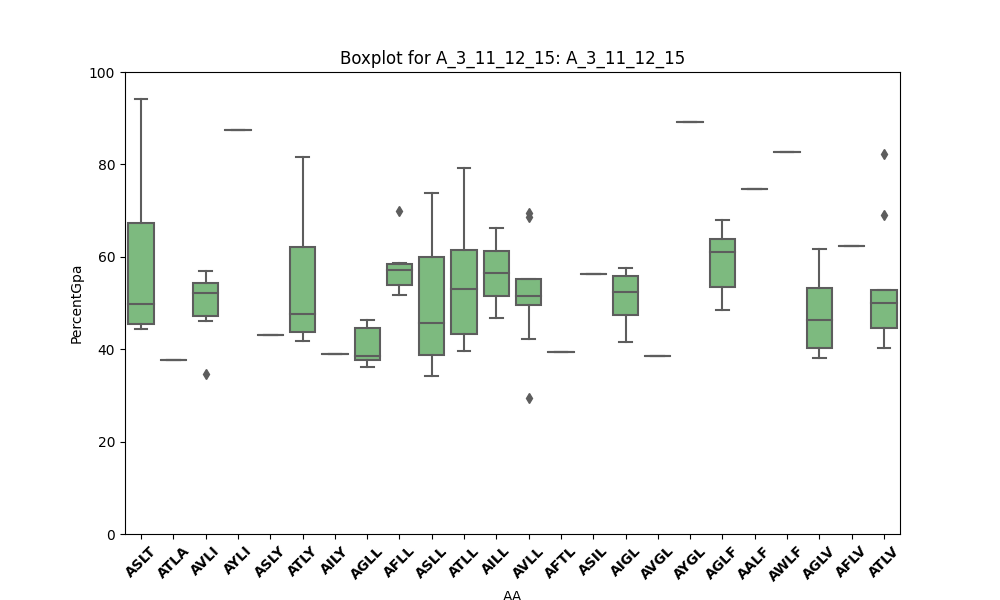 Boxplot for A_3_11_12_15: A_3_11_12_15
100
80
60
40
20
0
PercentGpa
ASLT ATLA AVLI AYLI ASLY ATLY AILY AGLL AFLL ASLL ATLL AILL AVLL AFTL ASIL AIGL AVGL AYGL AGLF AALF AWLF AGLV AFLV ATLV
AA